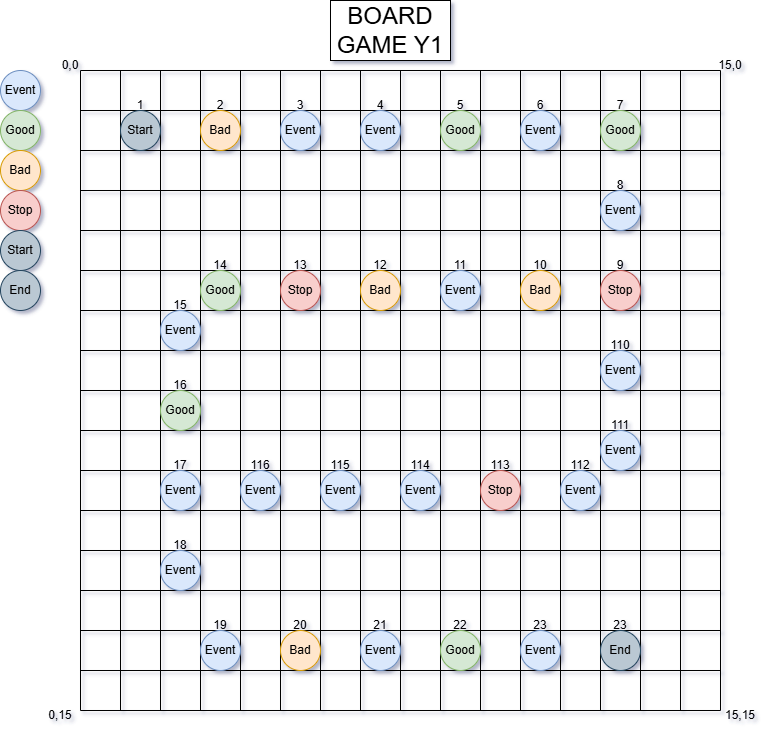 BOARD
GAME Y1
0,0
15,0
Event
Good
Bad
Stop
Start
End
1 2 3 4 5 6 7
Start Bad Event Event Good Event Good
8
Event
14 13 12 11 10 9
Good Stop Bad Event Bad Stop
15
Event
110
Event
16
Good
111
Event
17 116 115 114 113 112
Event Event Event Event Stop Event
18
Event
19 20 21 22 23 23
Event Bad Event Good Event End
0,15
15,15